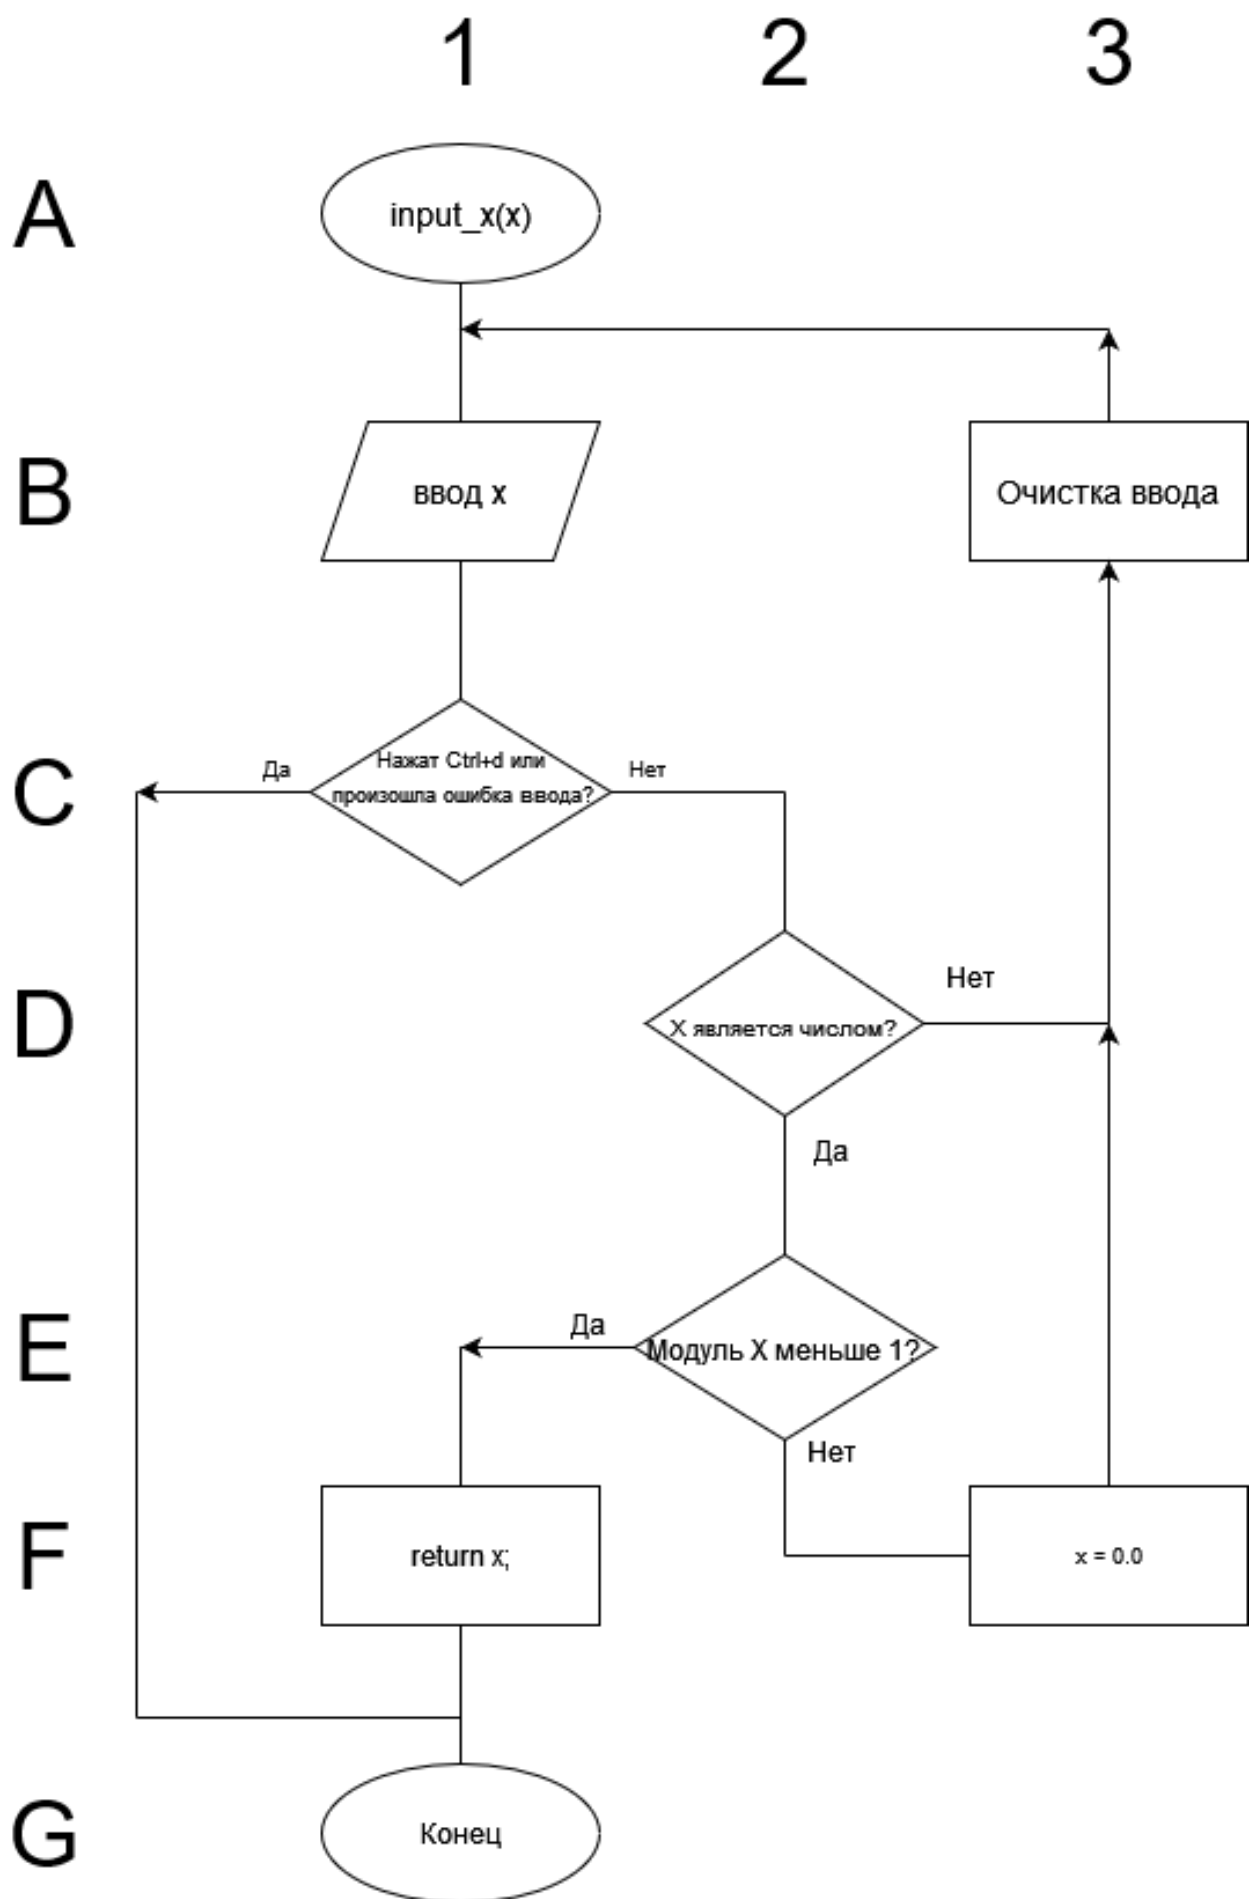 1 2 3
A
input_x(x)
B
ввод x
Очистка ввода
C
Да
Нажат Ctrl+d или
произошла ошибка ввода?
Нет
D
X является числом?
Нет
Да
E
Да
Модуль X меньше 1?
Нет
F
return x;
x = 0.0
G
Конец